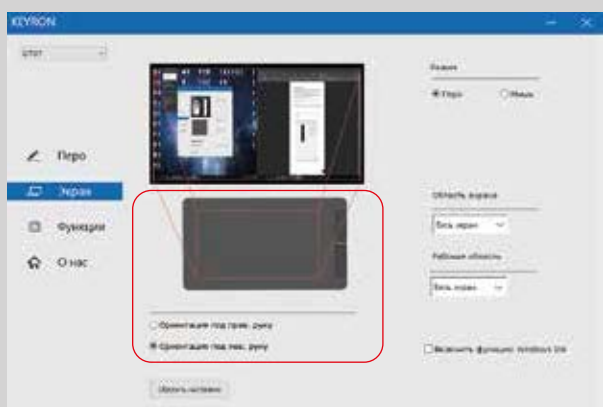 KEYRON
Перо
Экран
Функции
О нас
Режим
Перо
Мышь
Область экрана
Весь экран
Рабочая область
Весь экран
Ориентация под прав. руку
Ориентация под лев. руку
Включить функцию Windows Ink